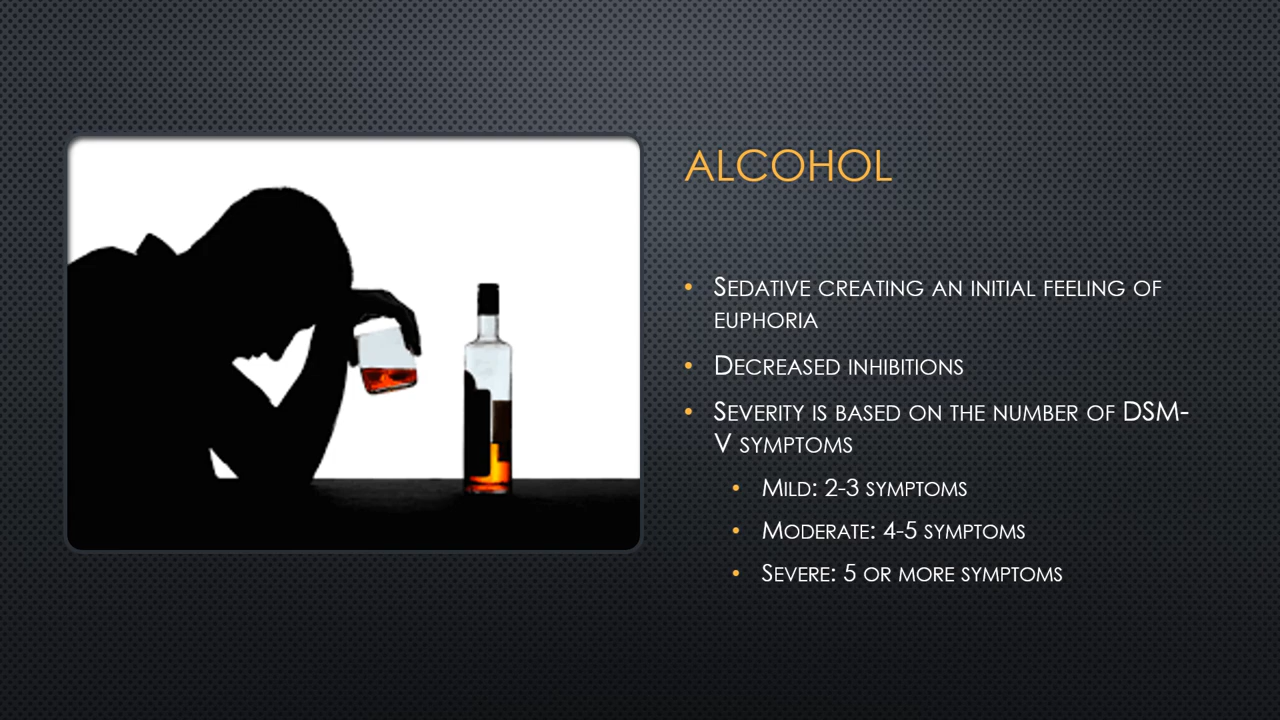 ALCOHOL
• SEDATIVE CREATING AN INITIAL FEELING OF
EUPHORIA
• DECREASED INHIBITIONS
• SEVERITY IS BASED ON THE NUMBER OF DSM-
V SYMPTOMS
• MILD: 2-3 SYMPTOMS
• MODERATE: 4-5 SYMPTOMS
• SEVERE: 5 OR MORE SYMPTOMS